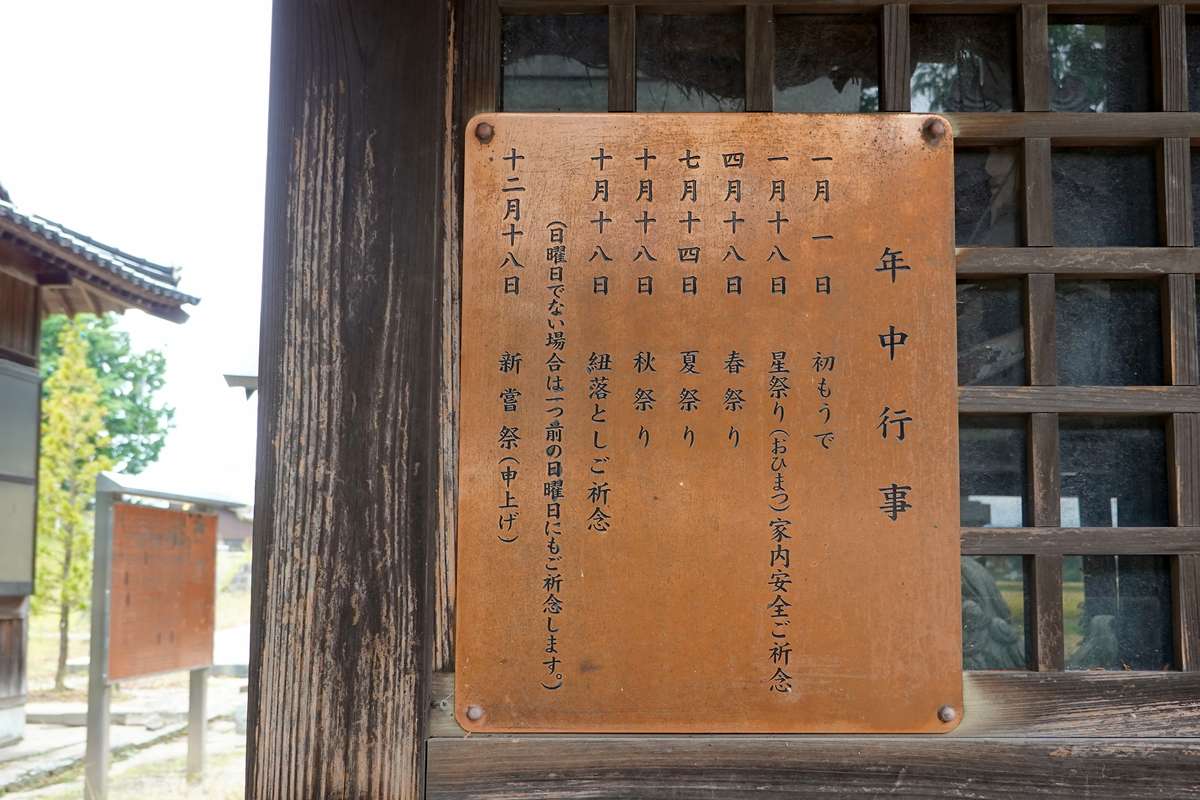 年中行事
一月一日 初もうで
一月十八日 星祭り(おひまつ)家内安全ご祈念
四月十八日 春祭り
七月十四日 夏祭り
十月十八日 秋祭り
十月十八日 紐落としご祈念
(日曜日でない場合は一つ前の日曜日にもご祈念します。)
十二月十八日 新嘗祭(申上げ)